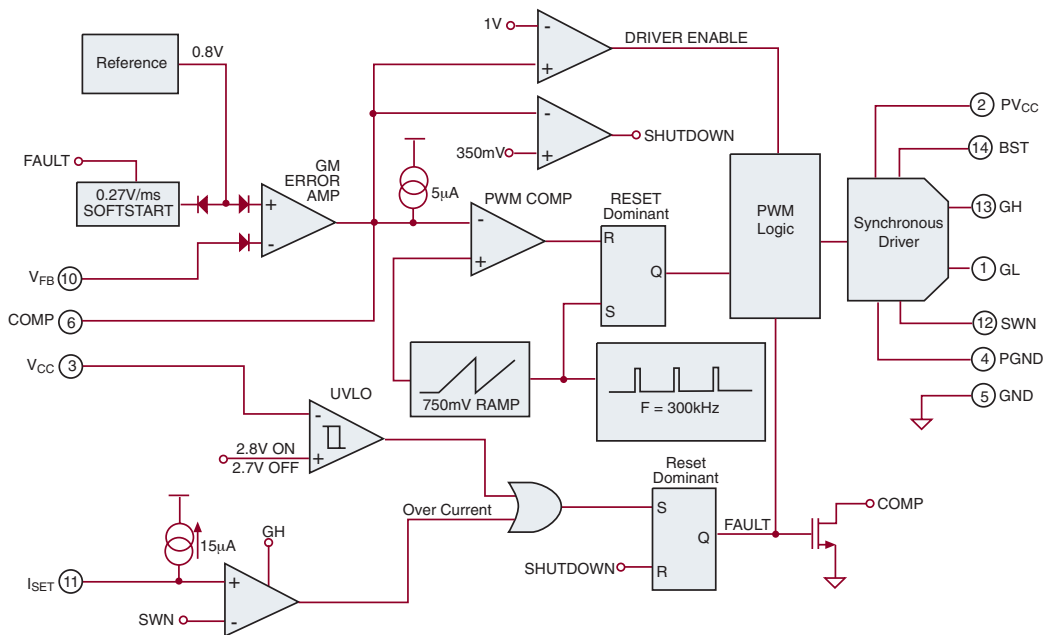 1V
-
+
DRIVER ENABLE
Reference
0.8V
-
+
SHUTDOWN
350mV
FAULT
0.27V/ms
SOFTSTART
GM
ERROR
AMP
+
-
5µA
PWM COMP
-
+
RESET
Dominant
R
Q
S
PWM
Logic
Synchronous
Driver
2 PVCC
14 BST
13 GH
1 GL
12 SWN
4 PGND
5 GND
VFB 10
COMP 6
VCC 3
750mV RAMP
F = 300kHz
UVLO
-
+
2.8V ON
2.7V OFF
Over Current
Reset
Dominant
S
Q
R
FAULT
COMP
SHUTDOWN
15µA
GH
ISET 11
+
-
SWN